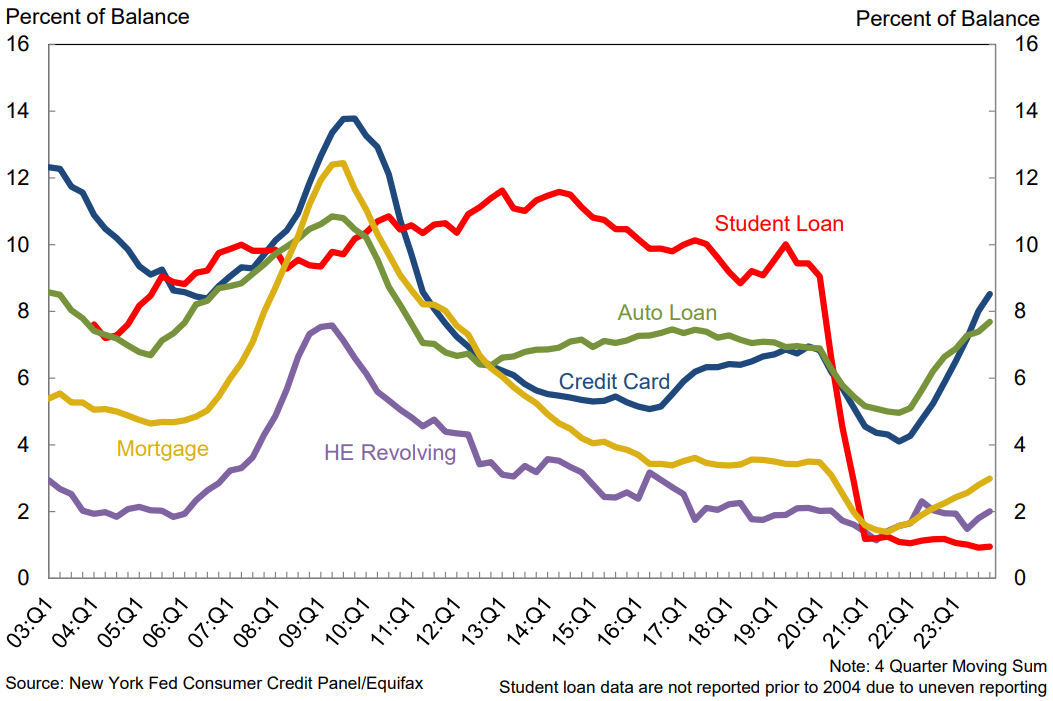 Percent of Balance
Percent of Balance
16
16
14
14
12
12
10
10
8
8
6
6
4
4
2
2
0
0
Student Loan
Auto Loan
Credit Card
Mortgage
HE Revolving
03:Q1
04:Q1
05:Q1
06:Q1
07:Q1
08:Q1
09:Q1
10:Q1
11:Q1
12:Q1
13:Q1
14:Q1
15:Q1
16:Q1
17:Q1
18:Q1
19:Q1
20:Q1
21:Q1
22:Q1
23:Q1
Note: 4 Quarter Moving Sum
Source: New York Fed Consumer Credit Panel/Equifax
Student loan data are not reported prior to 2004 due to uneven reporting